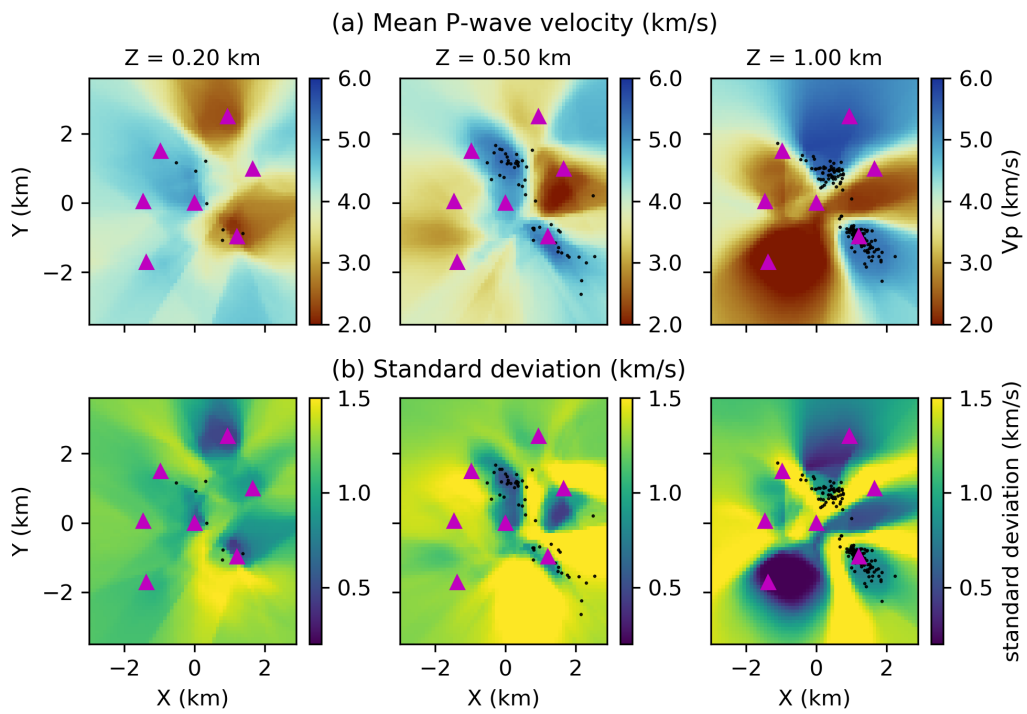 (a) Mean P-wave velocity (km/s)
Z = 0.20 km
Z = 0.50 km
Z = 1.00 km
Y (km)
2
0
−2
6.0
5.0
4.0
3.0
2.0
6.0
5.0
4.0
3.0
2.0
6.0
5.0
4.0
3.0
2.0
Vp (km/s)
(b) Standard deviation (km/s)
Y (km)
2
0
−2
1.5
1.0
0.5
1.5
1.0
0.5
1.5
1.0
0.5
standard deviation (km/s)
−2 0 2
−2 0 2
−2 0 2
X (km)
X (km)
X (km)